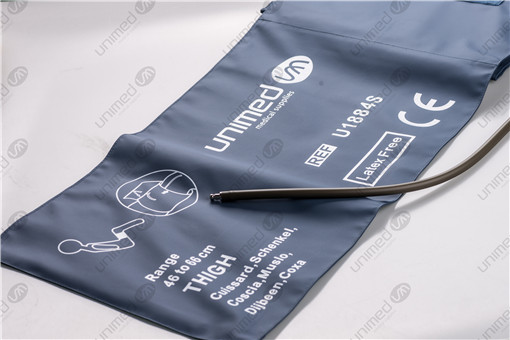 unimed
medical supplies
REF U1884S
CE
Latex Free
Range
46 to 66 cm
THIGH
Cuissard,Schenkel,
Coscia,Muslo,
Dijbeen,Coxa
unimed